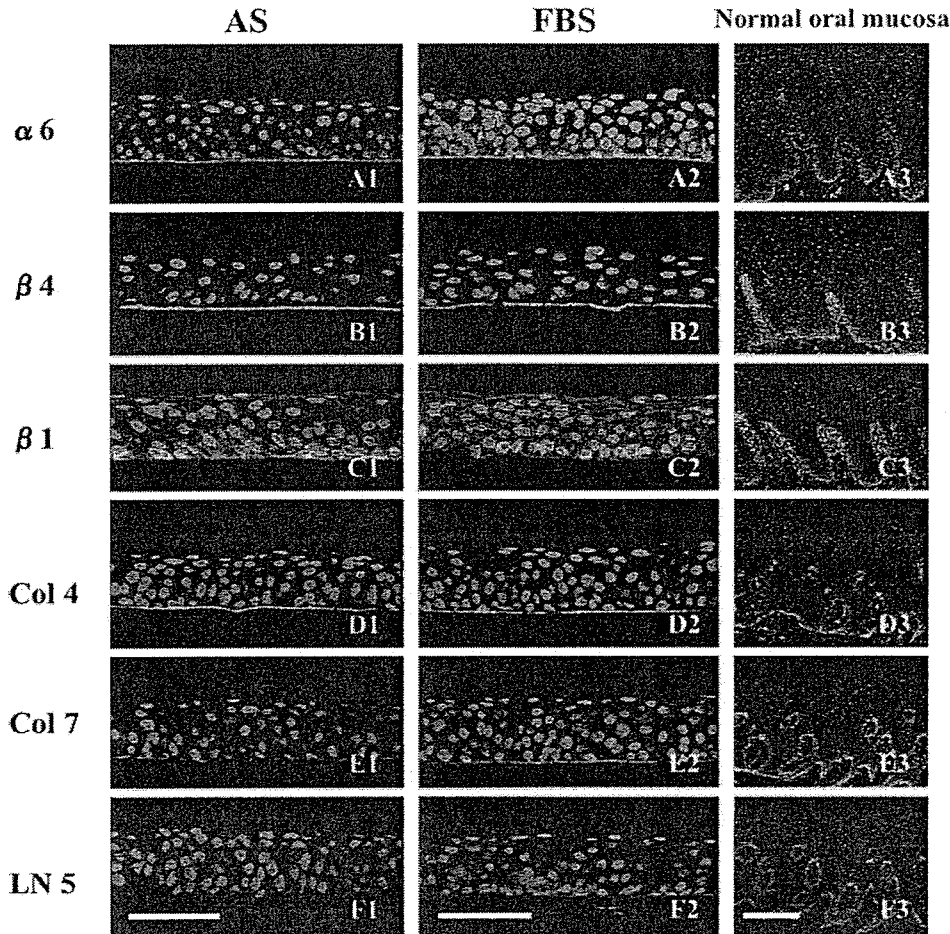 AS FBS Normal oral mucosa
α 6 A1 A2 A3
β 4 B1 B2 B3
β 1 C1 C2 C3
Col 4 D1 D2 D3
Col 7 E1 E2 E3
LN 5 F1 F2 F3